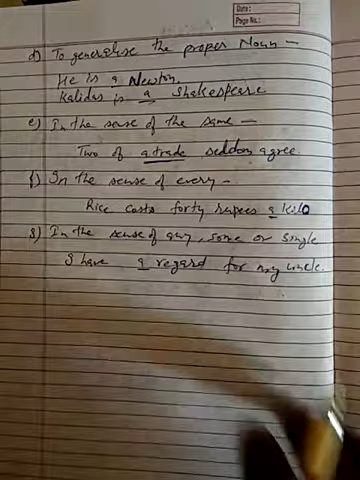 Date:
Page No.:
d) To generalise the proper Noun —
He is a Newton.
Kalidas is a Shakespeare
e) In the sense of the same —
Two of a trade seldom agree.
f) In the sense of every —
Rice costs forty rupees a kilo
g) In the sense of any, some or single
I have a regard for my uncle.